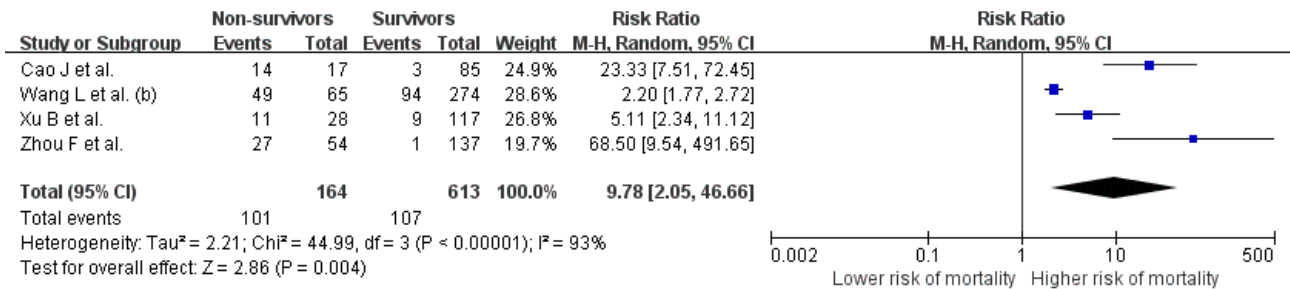 Non-survivors Survivors Risk Ratio Risk Ratio
Study or Subgroup Events Total Events Total Weight M-H, Random, 95% CI M-H, Random, 95% CI
Cao J et al. 14 17 3 85 24.9% 23.33 [7.51, 72.45]
Wang L et al. (b) 49 65 94 274 28.6% 2.20 [1.77, 2.72]
Xu B et al. 11 28 9 117 26.8% 5.11 [2.34, 11.12]
Zhou F et al. 27 54 1 137 19.7% 68.50 [9.54, 491.65]
Total (95% CI) 164 613 100.0% 9.78 [2.05, 46.66]
Total events 101 107
Heterogeneity: Tau² = 2.21; Chi² = 44.99, df = 3 (P < 0.00001); I² = 93%
Test for overall effect: Z = 2.86 (P = 0.004)
0.002 0.1 1 10 500
Lower risk of mortality Higher risk of mortality